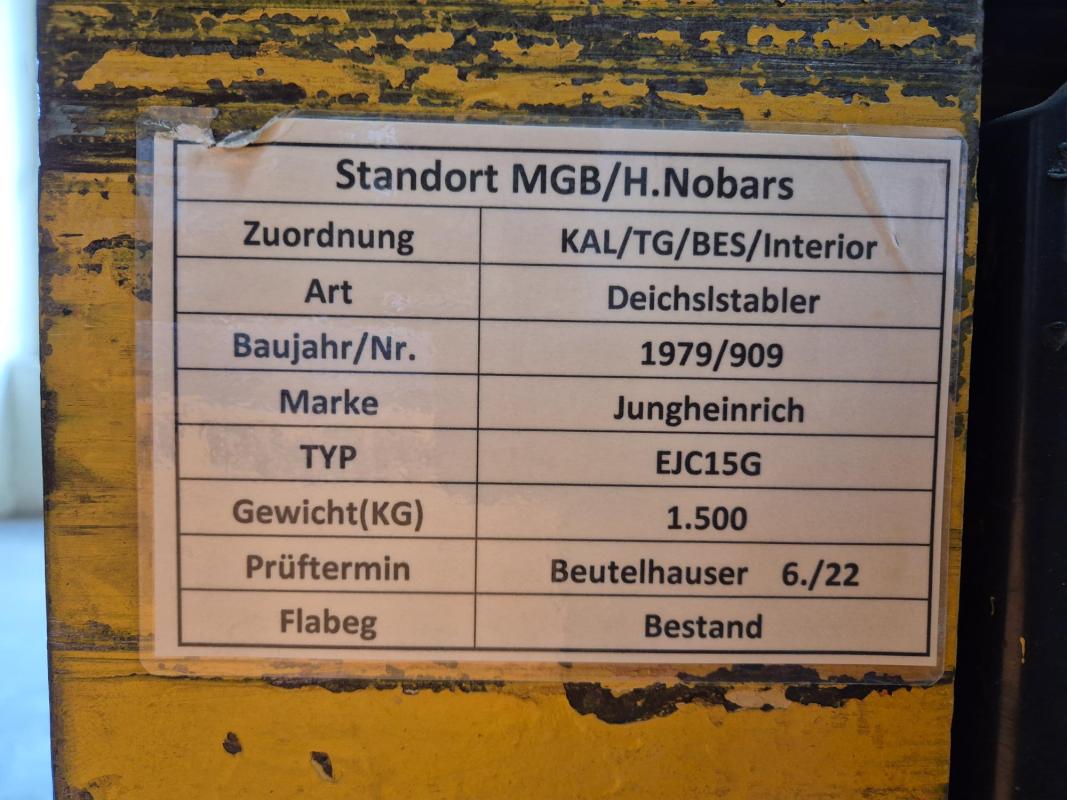 Standort MGB/H.Nobars
Zuordnung KAL/TG/BES/Interior
Art Deichslstabler
Baujahr/Nr. 1979/909
Marke Jungheinrich
TYP EJC15G
Gewicht(KG) 1.500
Prüftermin Beutelhauser 6./22
Flabeg Bestand